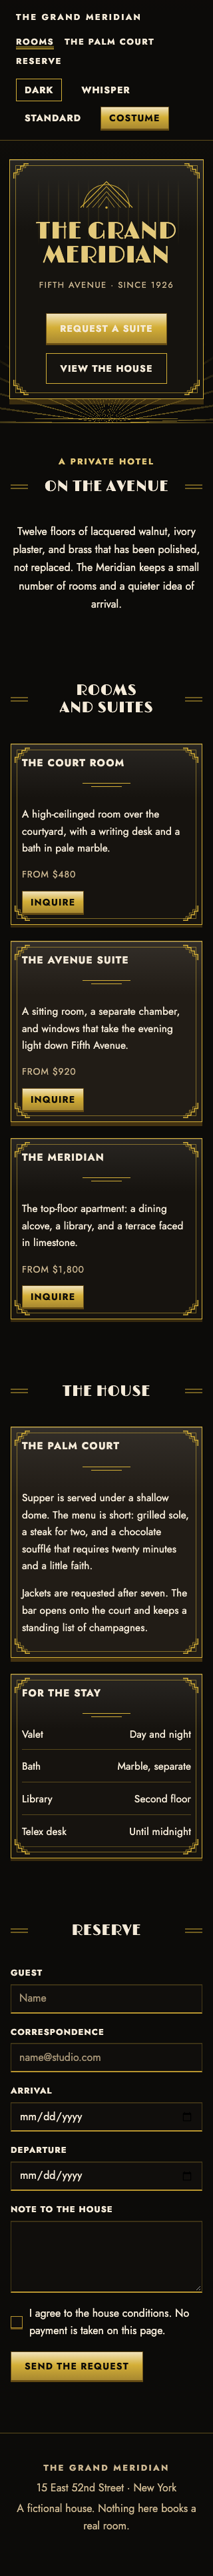 THE GRAND MERIDIAN
ROOMS THE PALM COURT
RESERVE
DARK WHISPER
STANDARD COSTUME
THE GRAND
MERIDIAN
FIFTH AVENUE · SINCE 1926
REQUEST A SUITE
VIEW THE HOUSE
A PRIVATE HOTEL
ON THE AVENUE
Twelve floors of lacquered walnut, ivory
plaster, and brass that has been polished,
not replaced. The Meridian keeps a small
number of rooms and a quieter idea of
arrival.
ROOMS
AND SUITES
THE COURT ROOM
A high-ceilinged room over the
courtyard, with a writing desk and a
bath in pale marble.
FROM $480
INQUIRE
THE AVENUE SUITE
A sitting room, a separate chamber,
and windows that take the evening
light down Fifth Avenue.
FROM $920
INQUIRE
THE MERIDIAN
The top-floor apartment: a dining
alcove, a library, and a terrace faced
in limestone.
FROM $1,800
INQUIRE
THE HOUSE
THE PALM COURT
Supper is served under a shallow
dome. The menu is short: grilled sole,
a steak for two, and a chocolate
soufflé that requires twenty minutes
and a little faith.
Jackets are requested after seven. The
bar opens onto the court and keeps a
standing list of champagnes.
FOR THE STAY
Valet Day and night
Bath Marble, separate
Library Second floor
Telex desk Until midnight
RESERVE
GUEST
Name
CORRESPONDENCE
name@studio.com
ARRIVAL
mm/dd/yyyy
DEPARTURE
mm/dd/yyyy
NOTE TO THE HOUSE
I agree to the house conditions. No
payment is taken on this page.
SEND THE REQUEST
THE GRAND MERIDIAN
15 East 52nd Street · New York
A fictional house. Nothing here books a
real room.